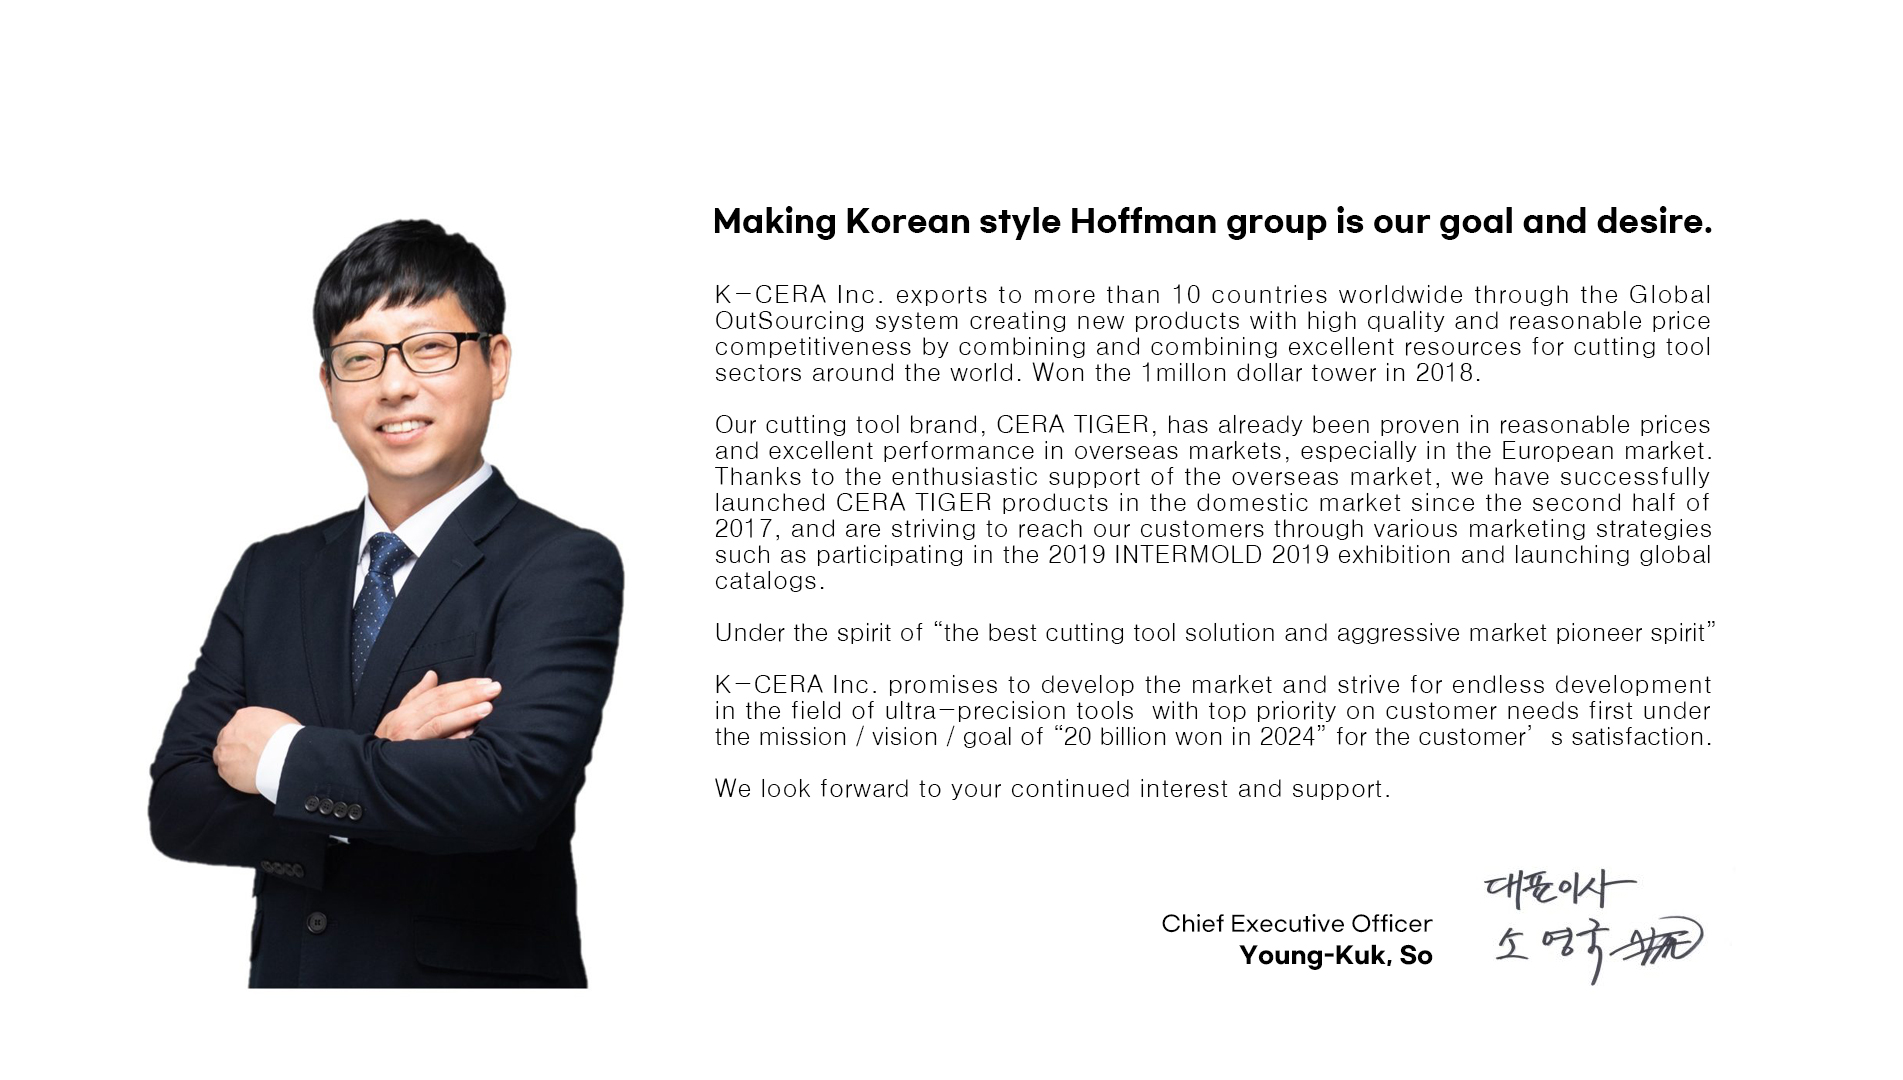 Making Korean style Hoffman group is our goal and desire.
K-CERA Inc. exports to more than 10 countries worldwide through the Global
OutSourcing system creating new products with high quality and reasonable price
competitiveness by combining and combining excellent resources for cutting tool
sectors around the world. Won the 1millon dollar tower in 2018.
Our cutting tool brand, CERA TIGER, has already been proven in reasonable prices
and excellent performance in overseas markets, especially in the European market.
Thanks to the enthusiastic support of the overseas market, we have successfully
launched CERA TIGER products in the domestic market since the second half of
2017, and are striving to reach our customers through various marketing strategies
such as participating in the 2019 INTERMOLD 2019 exhibition and launching global
catalogs.
Under the spirit of “the best cutting tool solution and aggressive market pioneer spirit”
K-CERA Inc. promises to develop the market and strive for endless development
in the field of ultra-precision tools with top priority on customer needs first under
the mission / vision / goal of “20 billion won in 2024” for the customer’ s satisfaction.
We look forward to your continued interest and support.
Chief Executive Officer
Young-Kuk, So
대표이사
소 영국